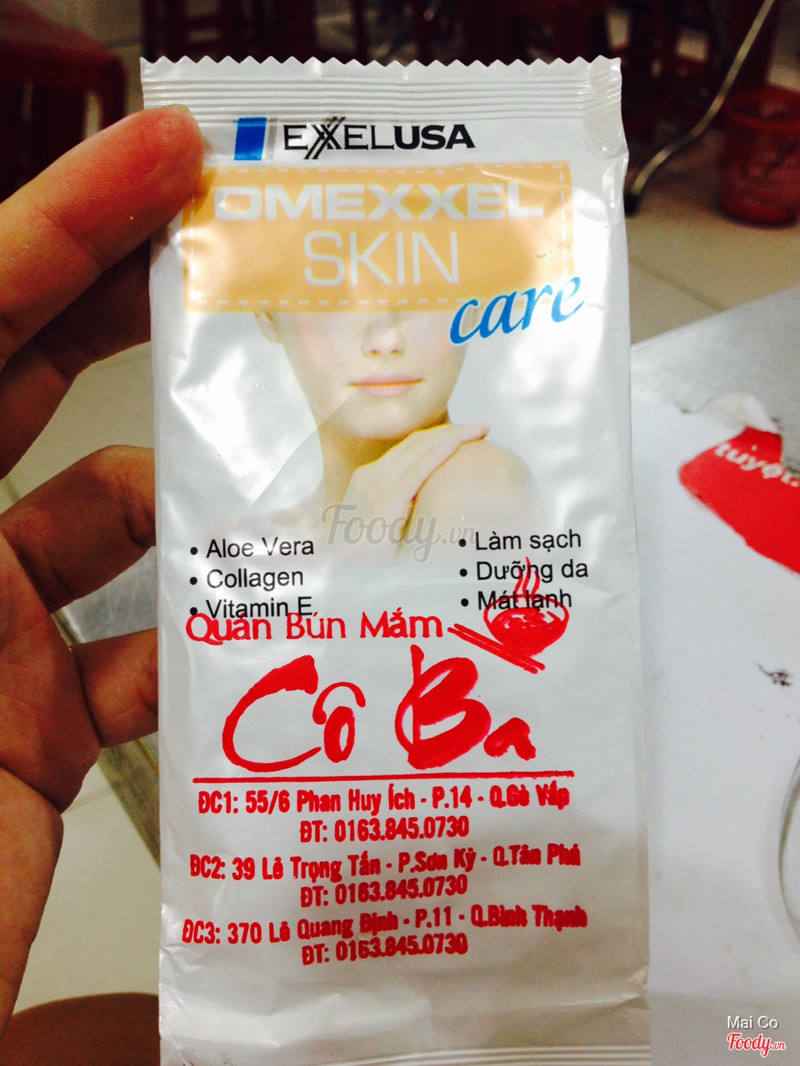 EXXELUSA
OMEXXEL
SKIN
care
Foody.vn
• Aloe Vera
• Collagen
• Vitamin E
• Làm sạch
• Dưỡng da
• Mát lạnh
Quán Bún Mắm
Cô Ba
ĐC1: 55/6 Phan Huy Ích - P.14 - Q.Gò Vấp
ĐT: 0163.845.0730
ĐC2: 39 Lê Trọng Tấn - P.Sơn Kỳ - Q.Tân Phú
ĐT: 0163.845.0730
ĐC3: 370 Lê Quang Định - P.11 - Q.Bình Thạnh
ĐT: 0163.845.0730
Mai Co
Foody.vn